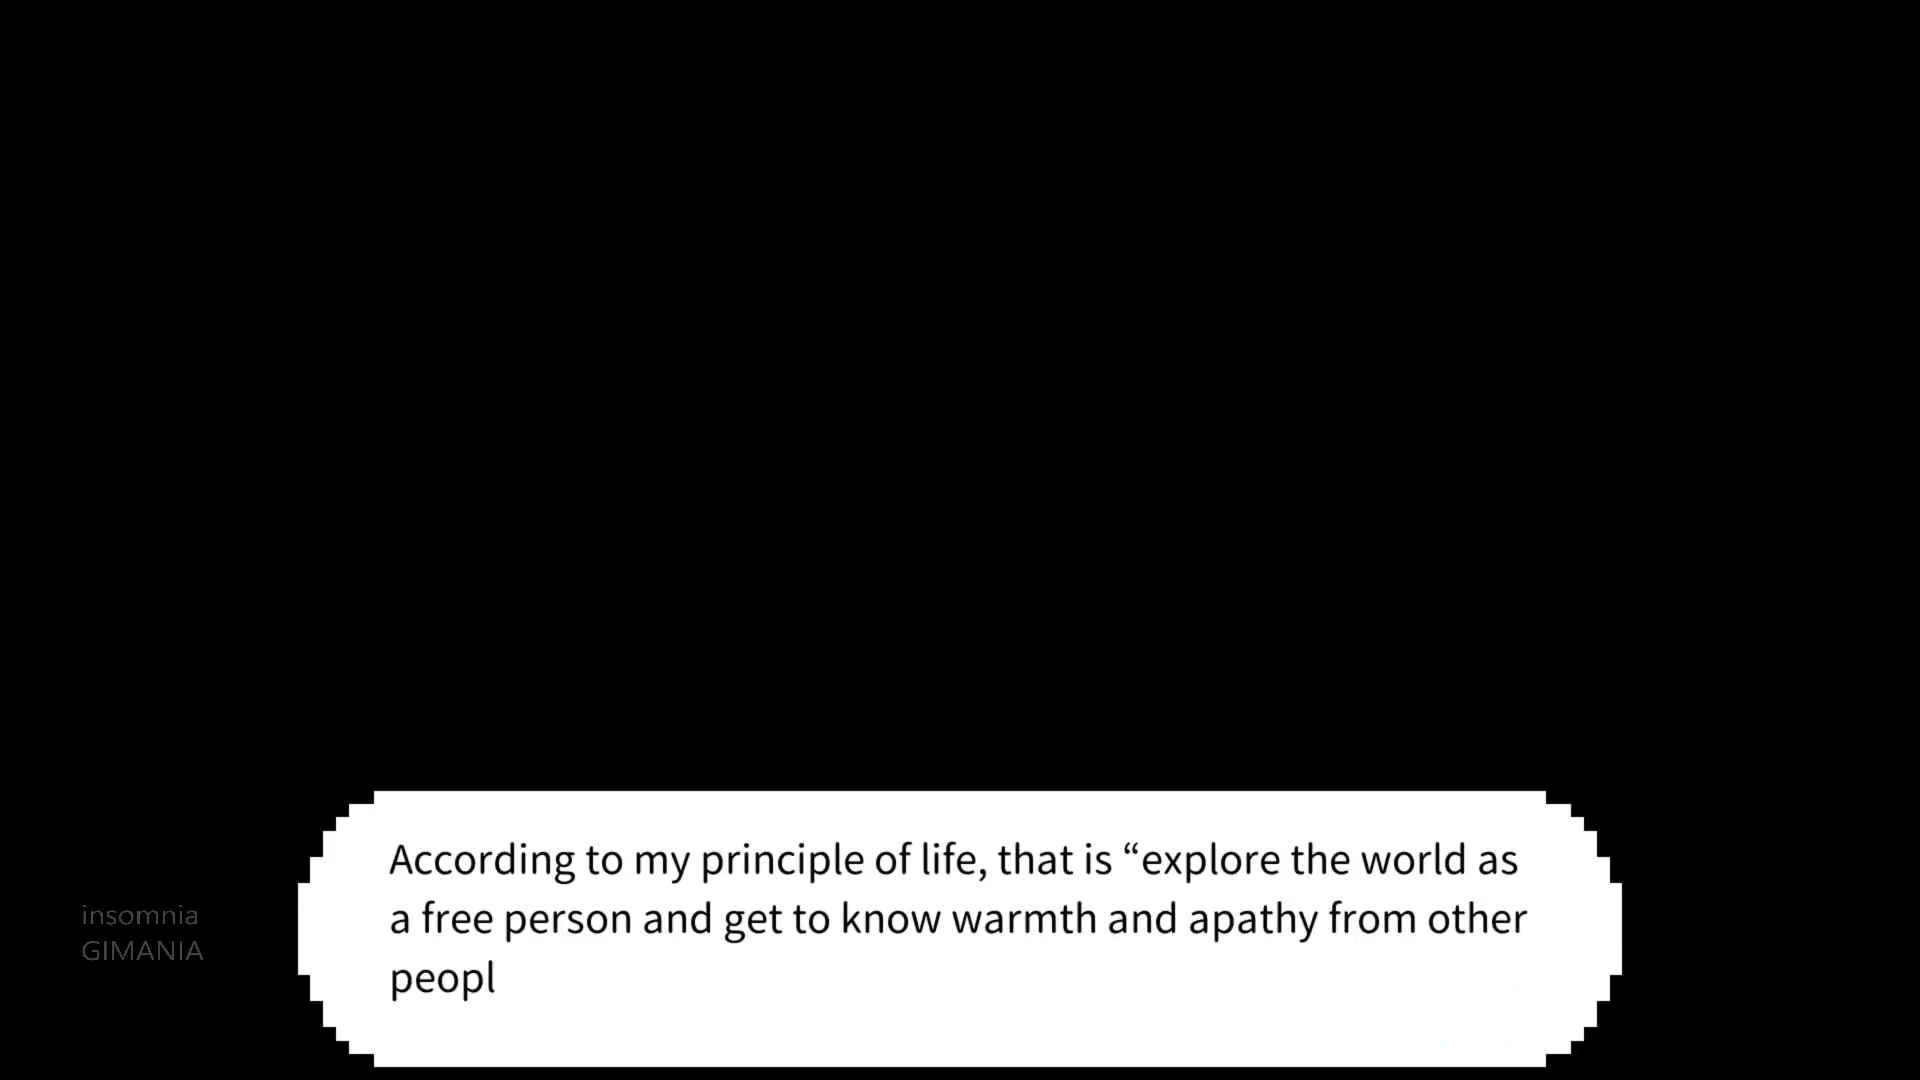 According to my principle of life, that is “explore the world as
a free person and get to know warmth and apathy from other
peopl
insomnia
GIMANIA